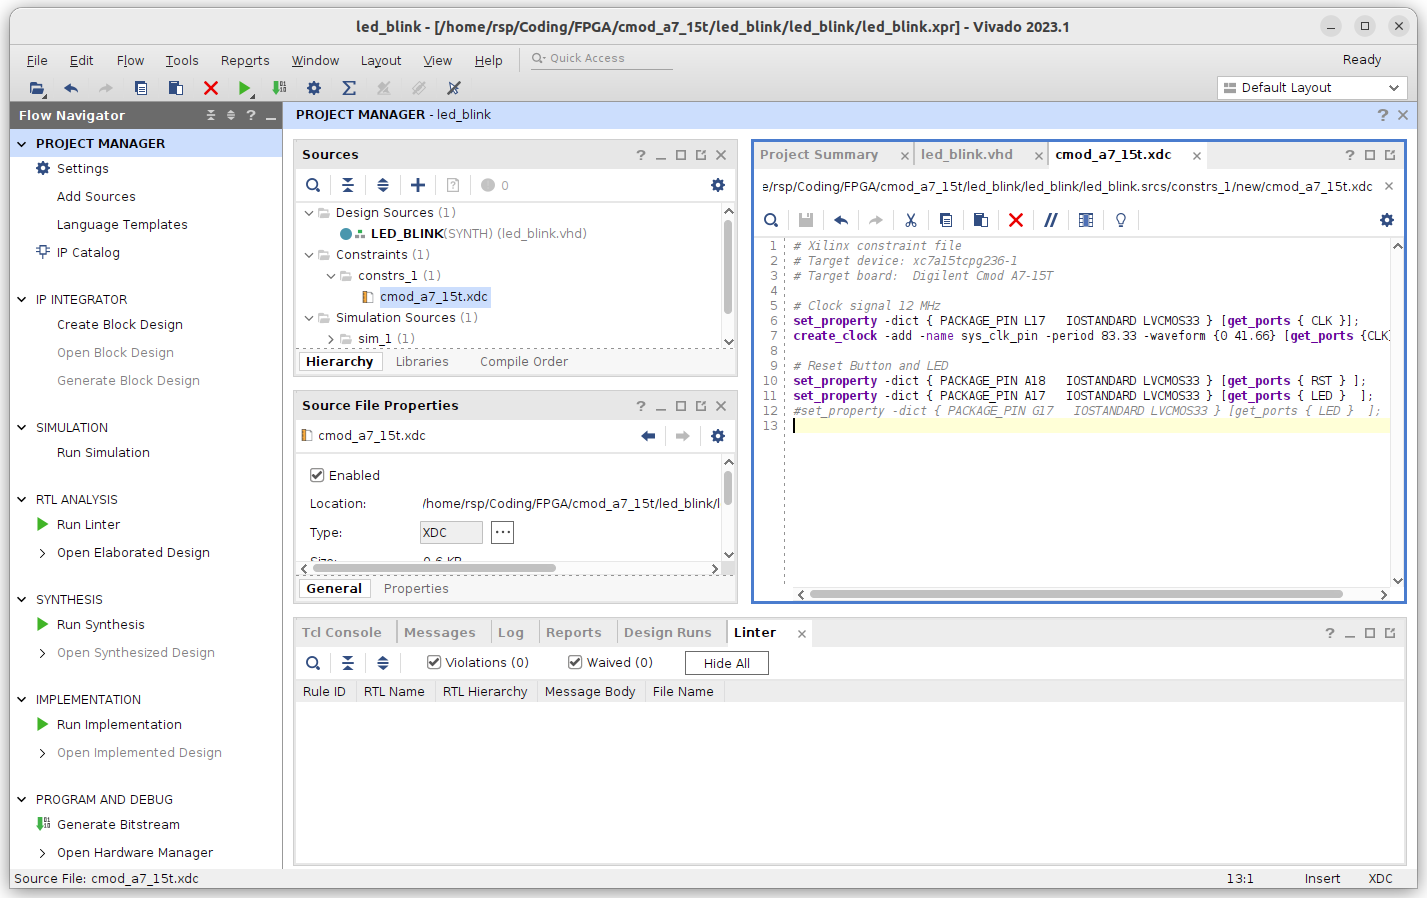 led_blink - [/home/rsp/Coding/FPGA/cmod_a7_15t/led_blink/led_blink/led_blink.xpr] - Vivado 2023.1
File Edit Flow Tools Reports Window Layout View Help Quick Access Ready
Default Layout
Flow Navigator
PROJECT MANAGER
Settings
Add Sources
Language Templates
IP Catalog
IP INTEGRATOR
Create Block Design
Open Block Design
Generate Block Design
SIMULATION
Run Simulation
RTL ANALYSIS
Run Linter
Open Elaborated Design
SYNTHESIS
Run Synthesis
Open Synthesized Design
IMPLEMENTATION
Run Implementation
Open Implemented Design
PROGRAM AND DEBUG
Generate Bitstream
Open Hardware Manager
PROJECT MANAGER - led_blink
Sources
0
Design Sources (1)
LED_BLINK(SYNTH) (led_blink.vhd)
Constraints (1)
constrs_1 (1)
cmod_a7_15t.xdc
Simulation Sources (1)
sim_1 (1)
Hierarchy Libraries Compile Order
Source File Properties
cmod_a7_15t.xdc
Enabled
Location: /home/rsp/Coding/FPGA/cmod_a7_15t/led_blink/l
Type: XDC ...
Size: 0.6 KB
General Properties
Project Summary led_blink.vhd cmod_a7_15t.xdc
e/rsp/Coding/FPGA/cmod_a7_15t/led_blink/led_blink/led_blink.srcs/constrs_1/new/cmod_a7_15t.xdc
1 # Xilinx constraint file
2 # Target device: xc7a15tcpg236-1
3 # Target board:  Digilent Cmod A7-15T
4
5 # Clock signal 12 MHz
6 set_property -dict { PACKAGE_PIN L17   IOSTANDARD LVCMOS33 } [get_ports { CLK }];
7 create_clock -add -name sys_clk_pin -period 83.33 -waveform {0 41.66} [get_ports {CLK
8
9 # Reset Button and LED
10 set_property -dict { PACKAGE_PIN A18   IOSTANDARD LVCMOS33 } [get_ports { RST } ];
11 set_property -dict { PACKAGE_PIN A17   IOSTANDARD LVCMOS33 } [get_ports { LED }  ];
12 #set_property -dict { PACKAGE_PIN G17   IOSTANDARD LVCMOS33 } [get_ports { LED }  ];
13
Tcl Console Messages Log Reports Design Runs Linter
Violations (0) Waived (0) Hide All
Rule ID RTL Name RTL Hierarchy Message Body File Name
Source File: cmod_a7_15t.xdc 13:1 Insert XDC